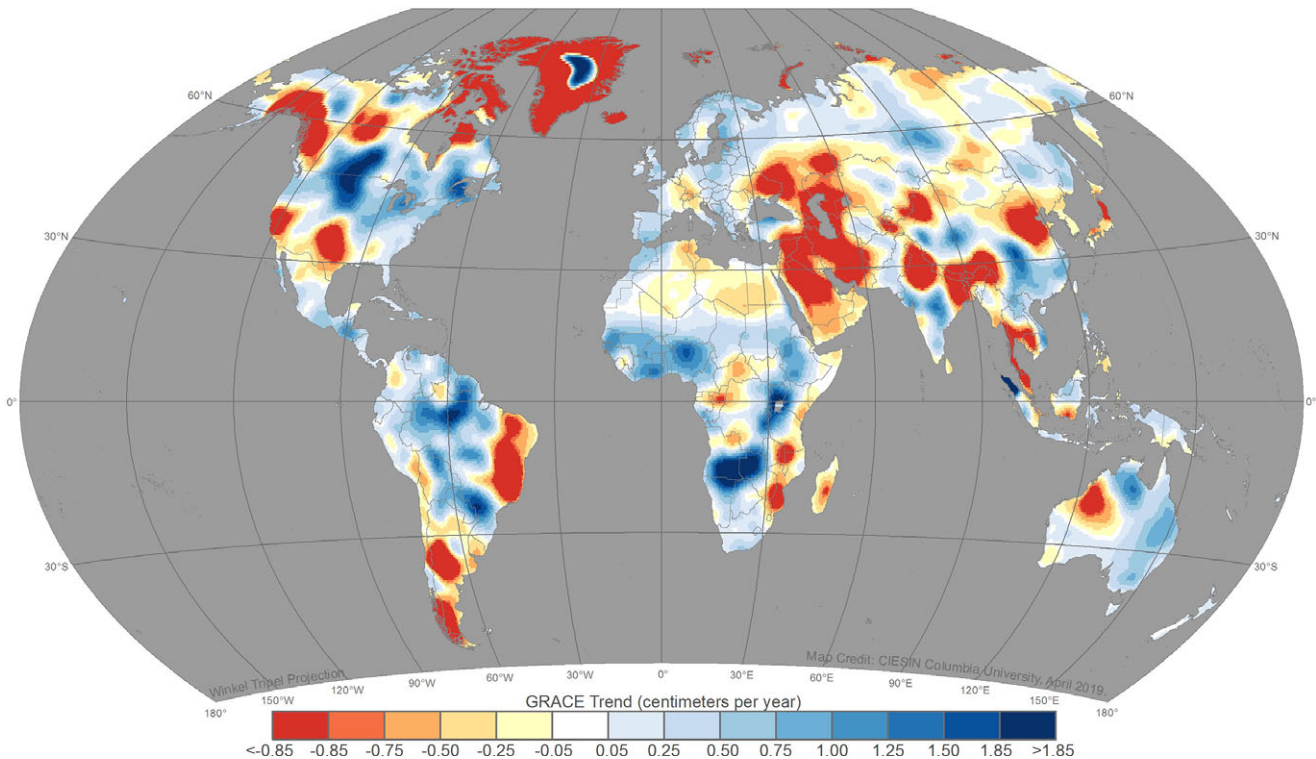 60°N
60°N
30°N
30°N
0°
0°
30°S
30°S
Winkel Tripel Projection
Map Credit: CIESIN Columbia University, April 2019.
180°
150°W
120°W
90°W
60°W
30°W
0°
30°E
60°E
90°E
120°E
150°E
180°
GRACE Trend (centimeters per year)
<-0.85 -0.85 -0.75 -0.50 -0.25 -0.05 0.05 0.25 0.50 0.75 1.00 1.25 1.50 1.85 >1.85